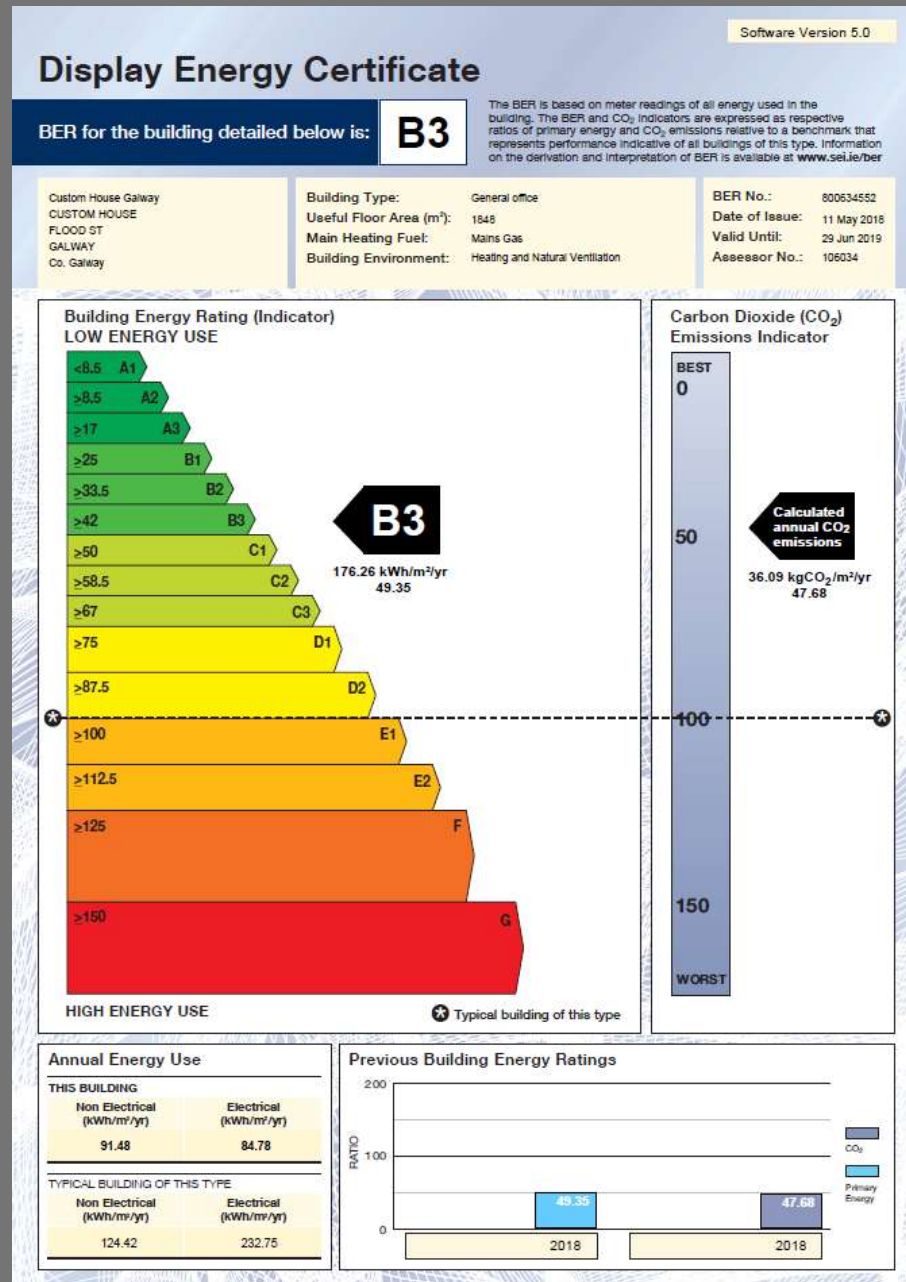 Software Version 5.0
Display Energy Certificate
BER for the building detailed below is:
B3
The BER is based on meter readings of all energy used in the
building. The BER and CO₂ indicators are expressed as respective
ratios of primary energy and CO₂ emissions relative to a benchmark that
represents performance indicative of all buildings of this type. Information
on the derivation and interpretation of BER is available at www.sei.ie/ber
Custom House Galway
CUSTOM HOUSE
FLOOD ST
GALWAY
Co. Galway
Building Type: General office
Useful Floor Area (m²): 1848
Main Heating Fuel: Mains Gas
Building Environment: Heating and Natural Ventilation
BER No.: 800634552
Date of Issue: 11 May 2018
Valid Until: 29 Jun 2019
Assessor No.: 106034
Building Energy Rating (Indicator)
LOW ENERGY USE
<8.5 A1
≥8.5 A2
≥17 A3
≥25 B1
≥33.5 B2
≥42 B3
≥50 C1
≥58.5 C2
≥67 C3
≥75 D1
≥87.5 D2
≥100 E1
≥112.5 E2
≥125 F
≥150 G
B3
176.26 kWh/m²/yr
49.35
HIGH ENERGY USE
Typical building of this type
Carbon Dioxide (CO₂)
Emissions Indicator
BEST
0
50
100
150
WORST
Calculated
annual CO₂
emissions
36.09 kgCO₂/m²/yr
47.68
Annual Energy Use
THIS BUILDING
Non Electrical Electrical
(kWh/m²/yr) (kWh/m²/yr)
91.48 84.78
TYPICAL BUILDING OF THIS TYPE
Non Electrical Electrical
(kWh/m²/yr) (kWh/m²/yr)
124.42 232.75
Previous Building Energy Ratings
200
100
0
RATIO
49.35
47.68
2018
2018
CO₂
Primary
Energy